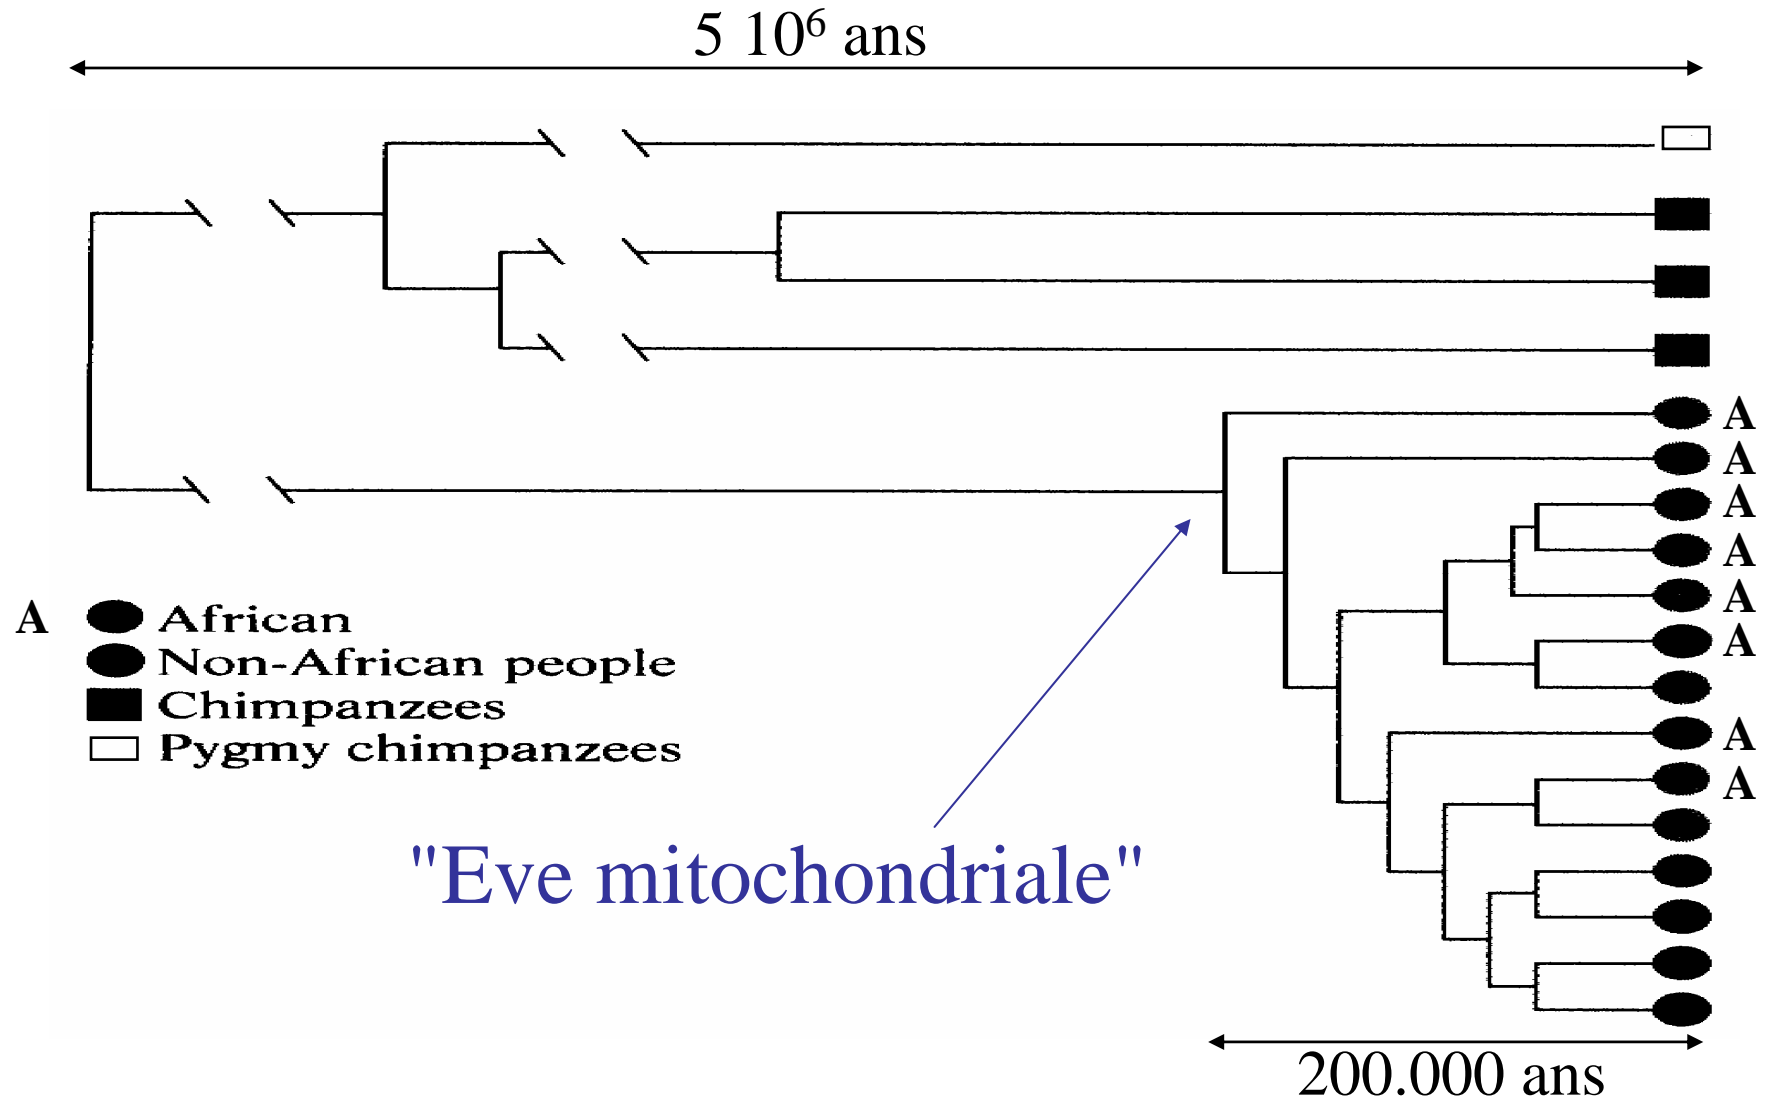 5 10⁶ ans
A
A
A
A
A
A
A
A
A African
Non-African people
Chimpanzees
Pygmy chimpanzees
"Eve mitochondriale"
200.000 ans